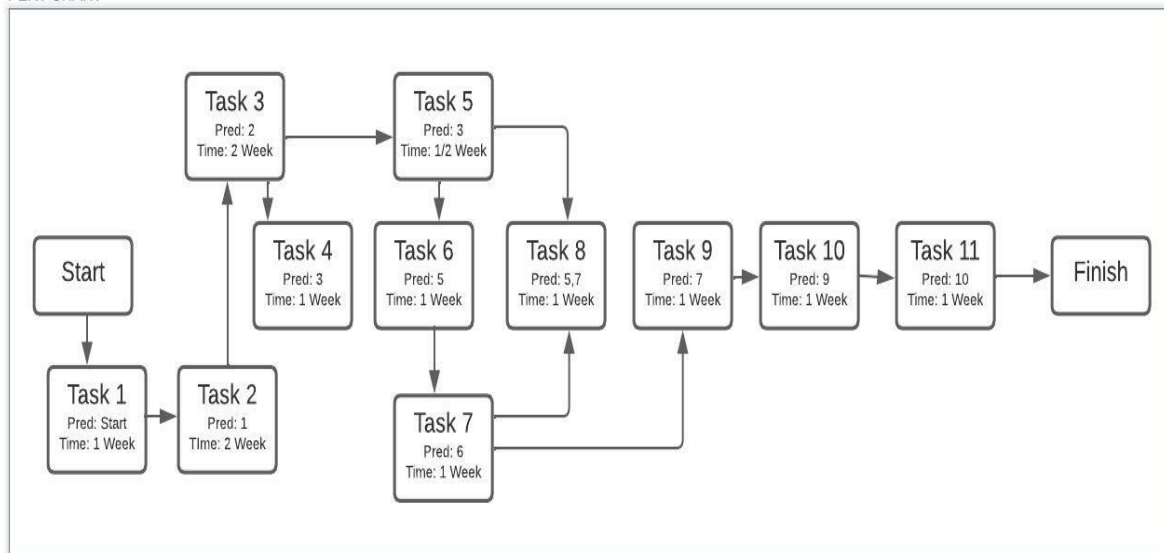 Task 3
Pred: 2
Time: 2 Week
Task 5
Pred: 3
Time: 1/2 Week
Start
Task 4
Pred: 3
Time: 1 Week
Task 6
Pred: 5
Time: 1 Week
Task 8
Pred: 5,7
Time: 1 Week
Task 9
Pred: 7
Time: 1 Week
Task 10
Pred: 9
Time: 1 Week
Task 11
Pred: 10
Time: 1 Week
Finish
Task 1
Pred: Start
Time: 1 Week
Task 2
Pred: 1
TIme: 2 Week
Task 7
Pred: 6
Time: 1 Week